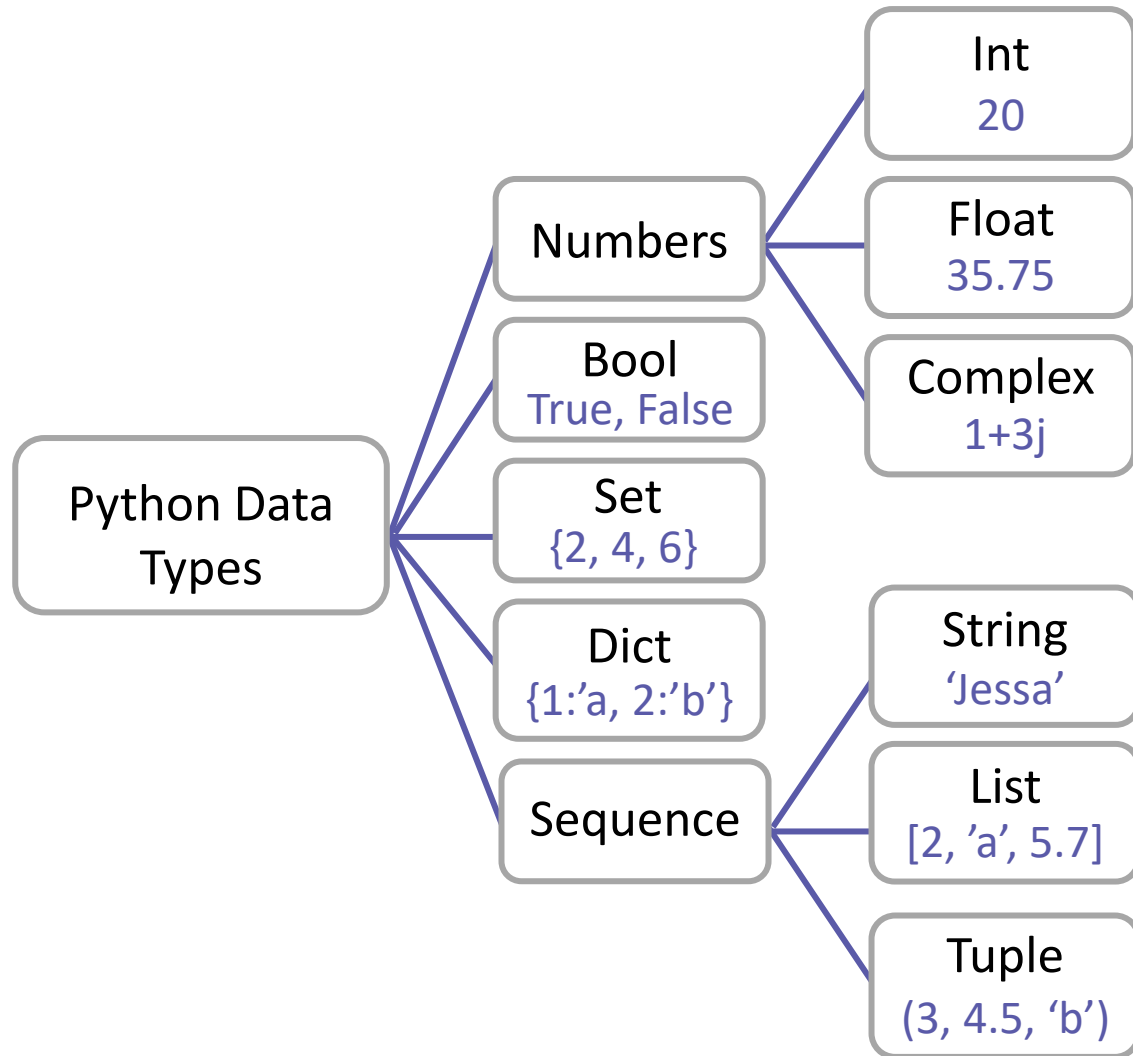 Python Data
Types
Numbers
Int
20
Float
35.75
Complex
1+3j
Bool
True, False
Set
{2, 4, 6}
Dict
{1:’a, 2:’b’}
Sequence
String
‘Jessa’
List
[2, ’a’, 5.7]
Tuple
(3, 4.5, ‘b’)